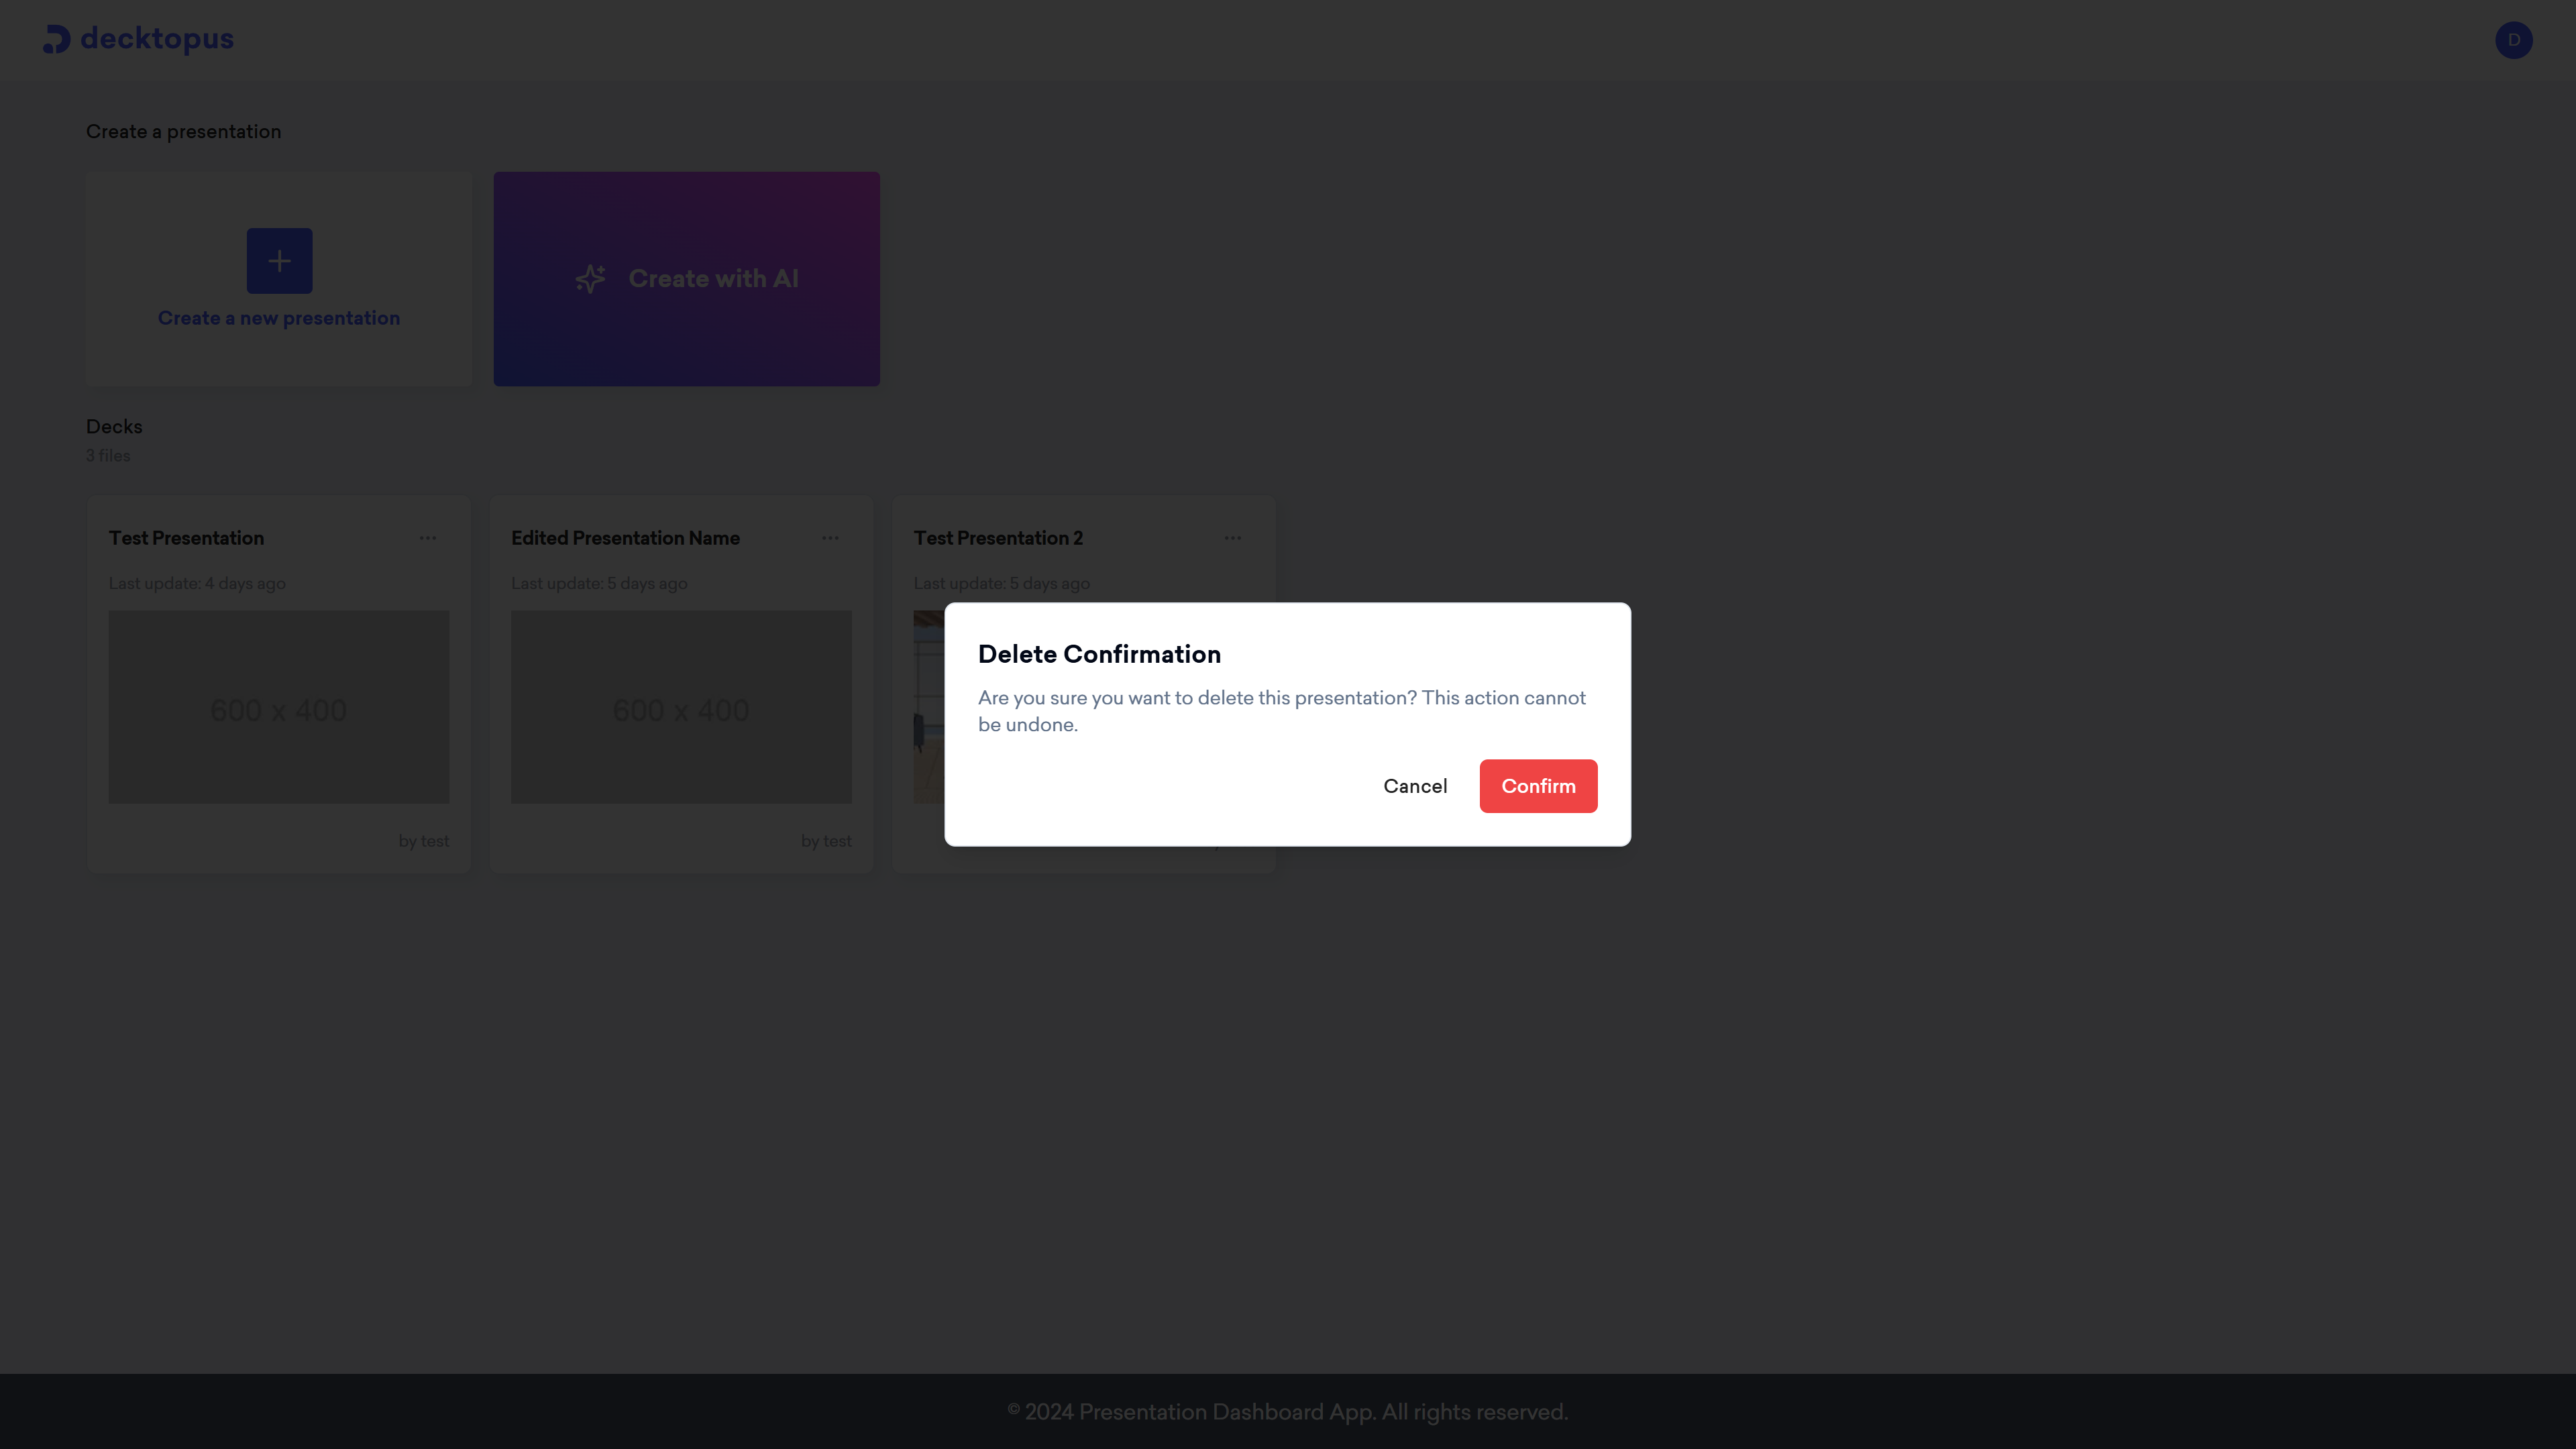 decktopus
D
Create a presentation
Create a new presentation
Create with AI
Decks
3 files
Test Presentation
Last update: 4 days ago
600 x 400
by test
Edited Presentation Name
Last update: 5 days ago
600 x 400
by test
Test Presentation 2
Last update: 5 days ago
Delete Confirmation
Are you sure you want to delete this presentation? This action cannot
be undone.
Cancel
Confirm
© 2024 Presentation Dashboard App. All rights reserved.